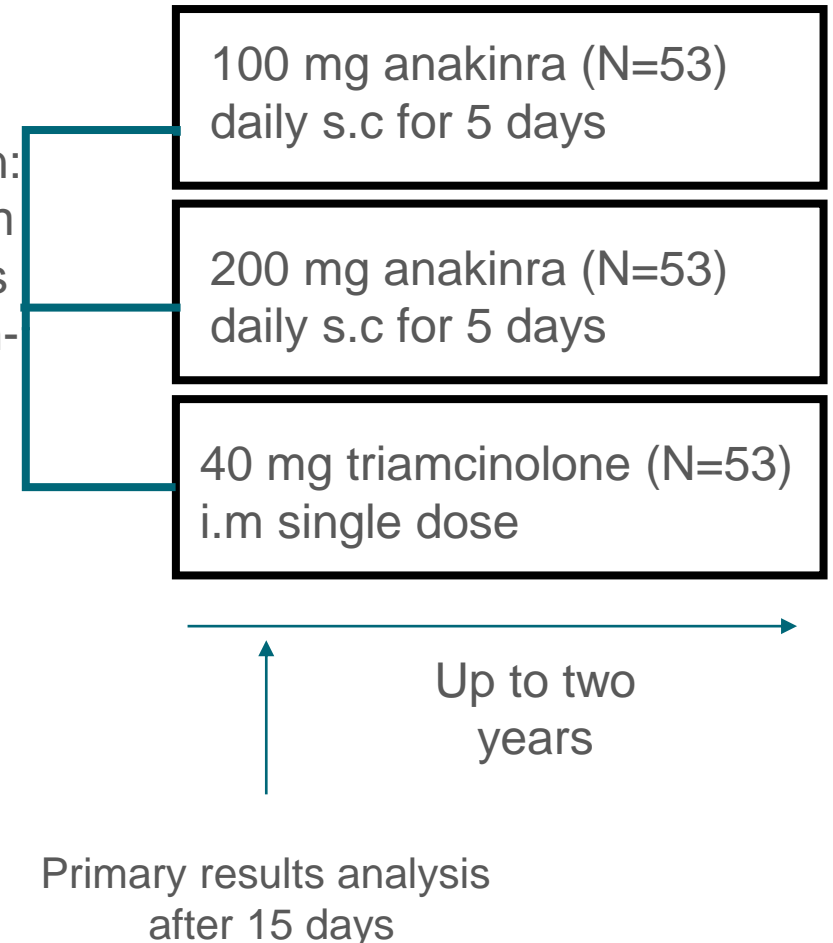 100 mg anakinra (N=53)
daily s.c for 5 days
200 mg anakinra (N=53)
daily s.c for 5 days
40 mg triamcinolone (N=53)
i.m single dose
Up to two
years
Primary results analysis
after 15 days